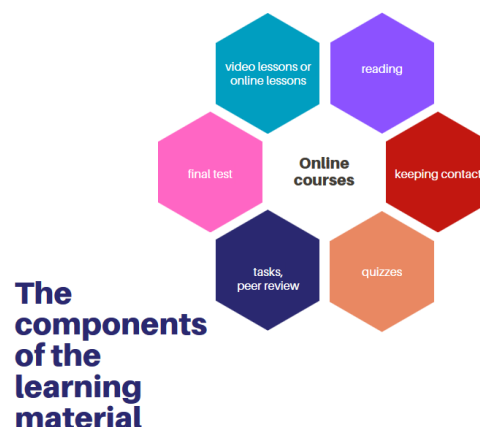 video lessons or
online lessons
reading
final test
Online
courses
keeping contact
tasks,
peer review
quizzes
The
components
of the
learning
material